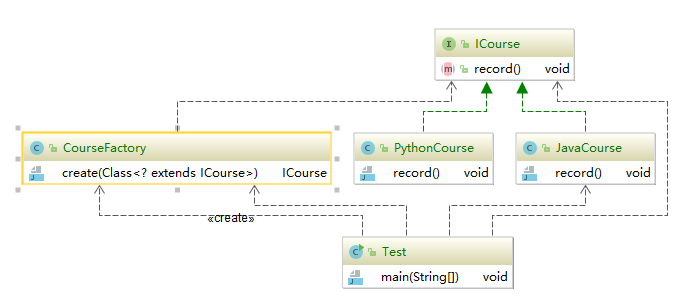 I ICourse
m record() void
C CourseFactory
J create(Class<? extends ICourse>) ICourse
C PythonCourse
J record() void
C JavaCourse
J record() void
«create»
C Test
J main(String[]) void